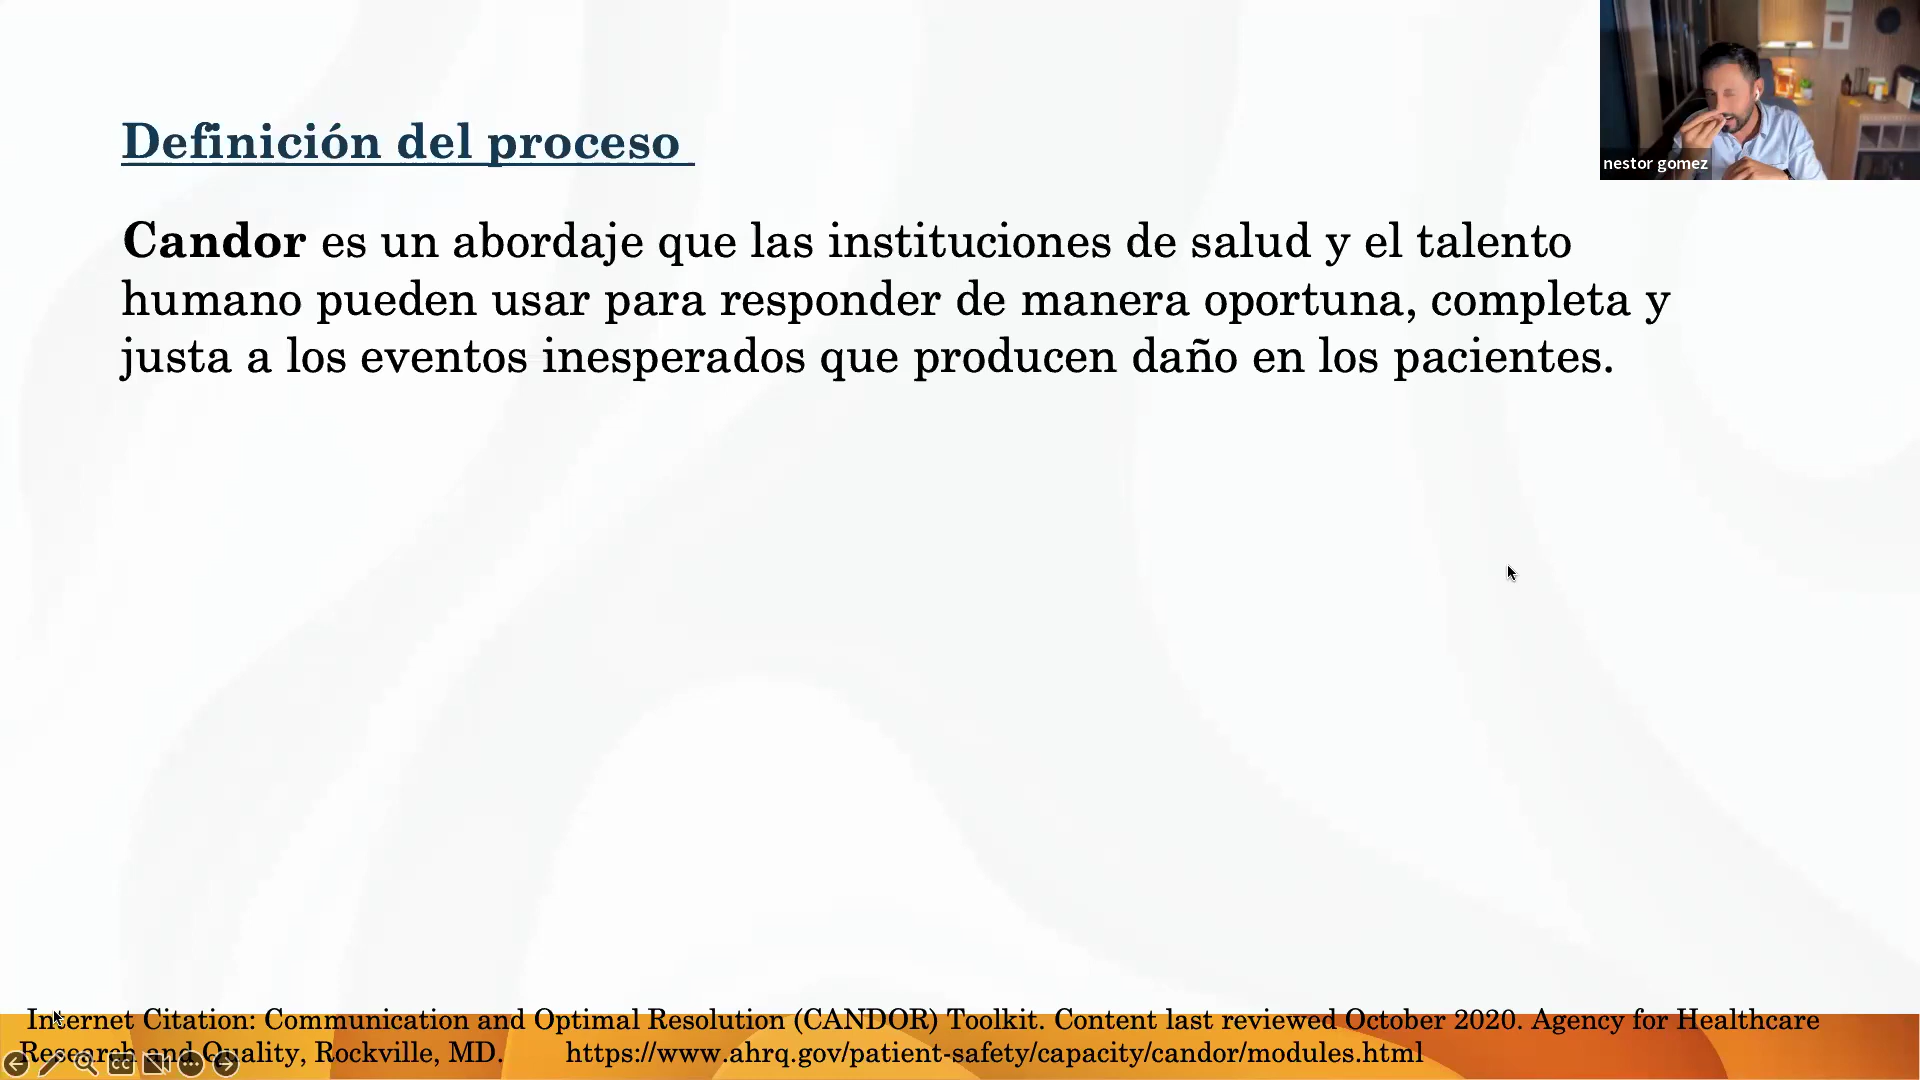 Definición del proceso
nestor gomez
Candor es un abordaje que las instituciones de salud y el talento
humano pueden usar para responder de manera oportuna, completa y
justa a los eventos inesperados que producen daño en los pacientes.
Internet Citation: Communication and Optimal Resolution (CANDOR) Toolkit. Content last reviewed October 2020. Agency for Healthcare
Research and Quality, Rockville, MD. https://www.ahrq.gov/patient-safety/capacity/candor/modules.html
CC